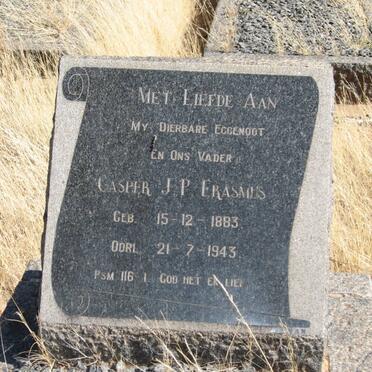 MET LIEFDE AAN
MY DIERBARE EGGENOOT
EN ONS VADER
CASPER J.P. ERASMUS
GEB. 15-12-1883
OORL. 21-7-1943
PSM 116:1 GOD HET EK LIEF